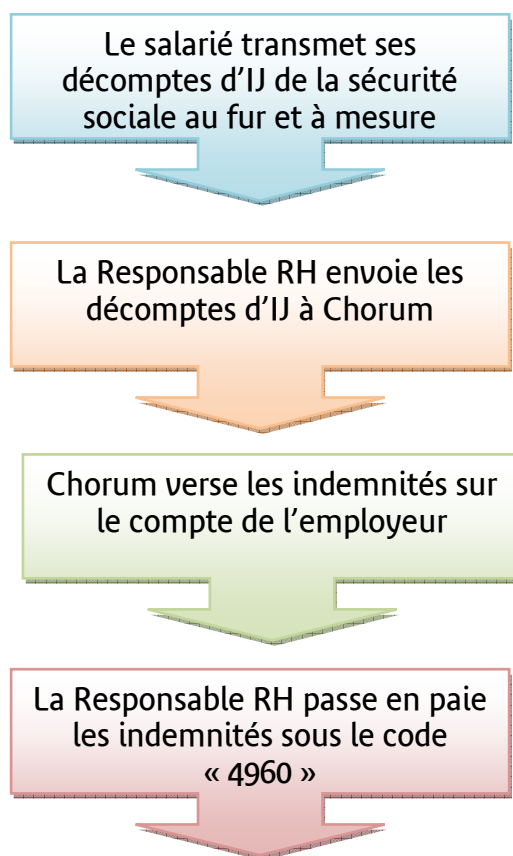 Le salarié transmet ses
décomptes d’IJ de la sécurité
sociale au fur et à mesure
La Responsable RH envoie les
décomptes d’IJ à Chorum
Chorum verse les indemnités sur
le compte de l’employeur
La Responsable RH passe en paie
les indemnités sous le code
« 4960 »